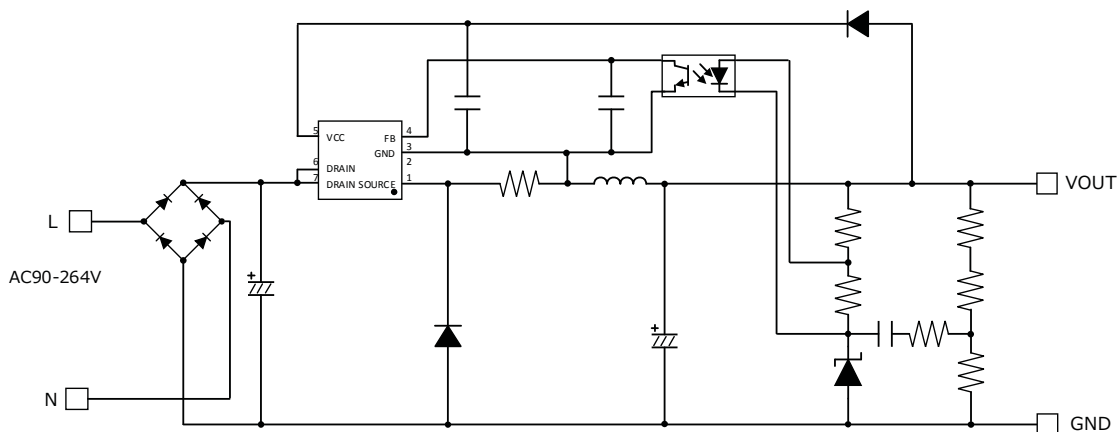 5 VCC FB 4
GND 3
6 DRAIN 2
7 DRAIN SOURCE 1
VOUT
L
AC90-264V
N
GND